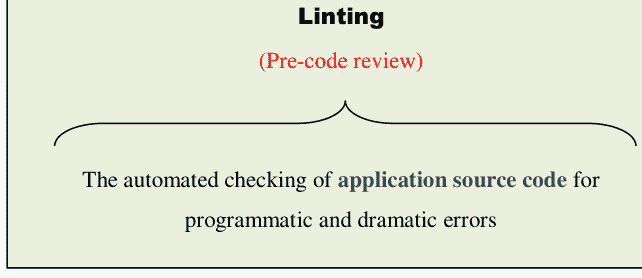 Linting
(Pre-code review)
The automated checking of application source code for
programmatic and dramatic errors